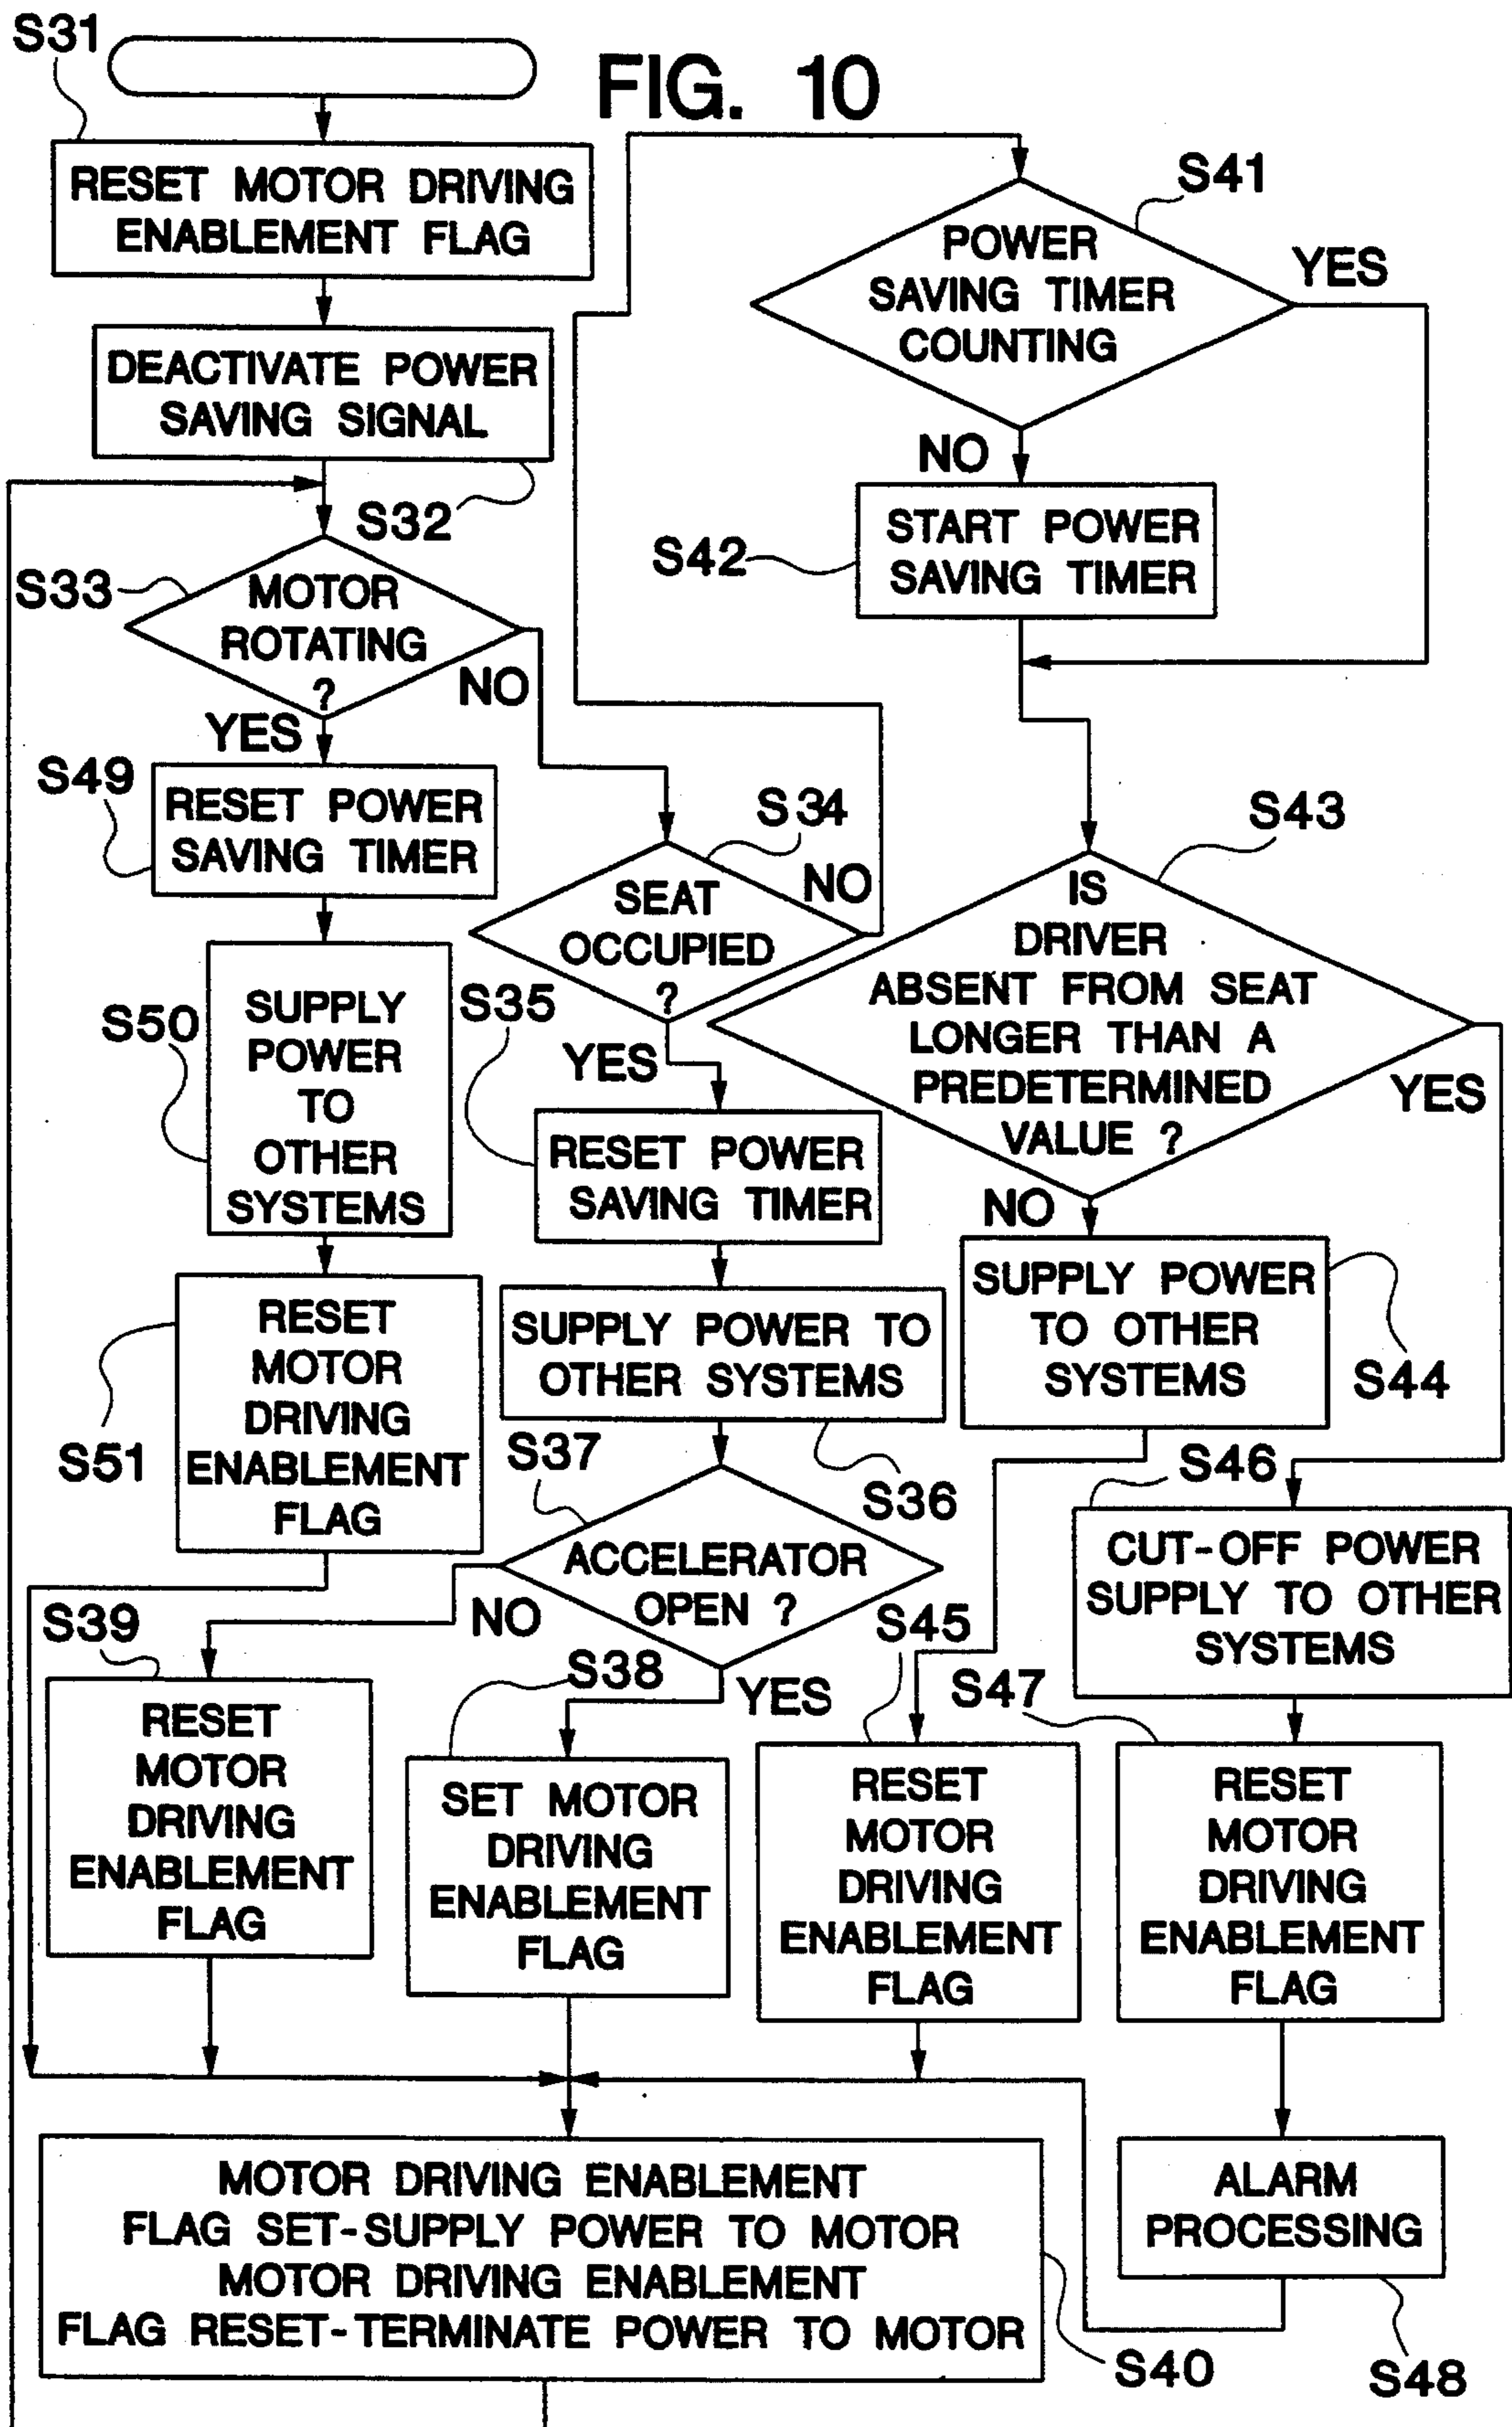 FIG. 10
S31
RESET MOTOR DRIVING
ENABLEMENT FLAG
DEACTIVATE POWER
SAVING SIGNAL
S32
S33
MOTOR
ROTATING
?
NO
YES
S49
RESET POWER
SAVING TIMER
S50
SUPPLY
POWER
TO
OTHER
SYSTEMS
S51
RESET
MOTOR
DRIVING
ENABLEMENT
FLAG
S34
SEAT
OCCUPIED
?
NO
YES
S35
RESET POWER
SAVING TIMER
SUPPLY POWER TO
OTHER SYSTEMS
S36
S37
ACCELERATOR
OPEN ?
NO
YES
S39
RESET
MOTOR
DRIVING
ENABLEMENT
FLAG
S38
SET MOTOR
DRIVING
ENABLEMENT
FLAG
S41
POWER
SAVING TIMER
COUNTING
YES
NO
S42
START POWER
SAVING TIMER
S43
IS
DRIVER
ABSENT FROM SEAT
LONGER THAN A
PREDETERMINED
VALUE ?
YES
NO
SUPPLY POWER
TO OTHER
SYSTEMS
S44
S45
RESET
MOTOR
DRIVING
ENABLEMENT
FLAG
S46
CUT-OFF POWER
SUPPLY TO OTHER
SYSTEMS
S47
RESET
MOTOR
DRIVING
ENABLEMENT
FLAG
ALARM
PROCESSING
S48
MOTOR DRIVING ENABLEMENT
FLAG SET-SUPPLY POWER TO MOTOR
MOTOR DRIVING ENABLEMENT
FLAG RESET-TERMINATE POWER TO MOTOR
S40